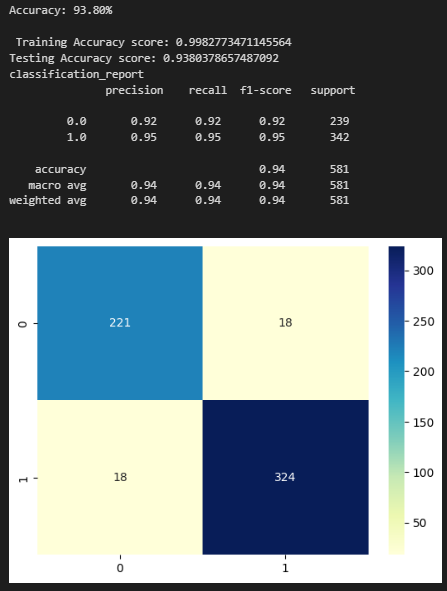 Accuracy: 93.80%
Training Accuracy score: 0.9982773471145564
Testing Accuracy score: 0.9380378657487092
classification_report
precision recall f1-score support
0.0 0.92 0.92 0.92 239
1.0 0.95 0.95 0.95 342
accuracy 0.94 581
macro avg 0.94 0.94 0.94 581
weighted avg 0.94 0.94 0.94 581
300
0 221 18
250
200
150
1 18 324
100
50
0 1